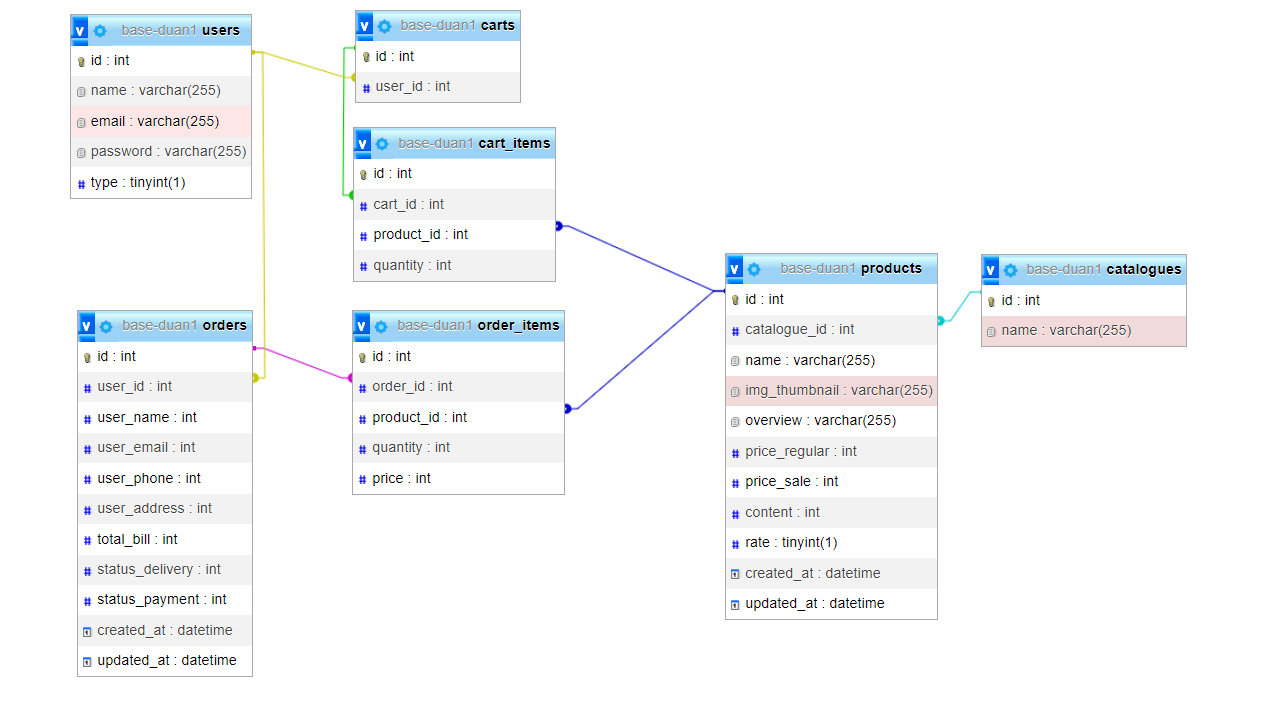 v base-duan1 users
id : int
name : varchar(255)
email : varchar(255)
password : varchar(255)
# type : tinyint(1)
v base-duan1 carts
id : int
# user_id : int
v base-duan1 cart_items
id : int
# cart_id : int
# product_id : int
# quantity : int
v base-duan1 orders
id : int
# user_id : int
# user_name : int
# user_email : int
# user_phone : int
# user_address : int
# total_bill : int
# status_delivery : int
# status_payment : int
created_at : datetime
updated_at : datetime
v base-duan1 order_items
id : int
# order_id : int
# product_id : int
# quantity : int
# price : int
v base-duan1 products
id : int
# catalogue_id : int
name : varchar(255)
img_thumbnail : varchar(255)
overview : varchar(255)
# price_regular : int
# price_sale : int
# content : int
# rate : tinyint(1)
created_at : datetime
updated_at : datetime
v base-duan1 catalogues
id : int
name : varchar(255)